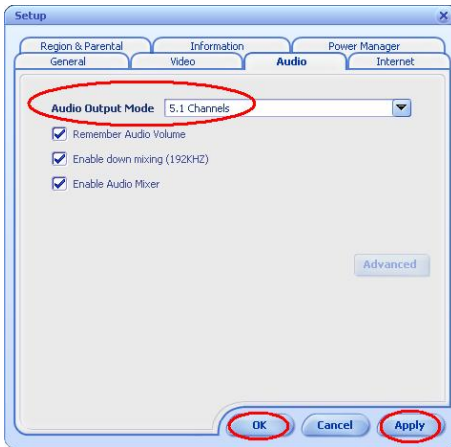 Setup
Region & Parental Information Power Manager
General Video Audio Internet
Audio Output Mode 5.1 Channels
Remember Audio Volume
Enable down mixing (192KHZ)
Enable Audio Mixer
Advanced
OK Cancel Apply